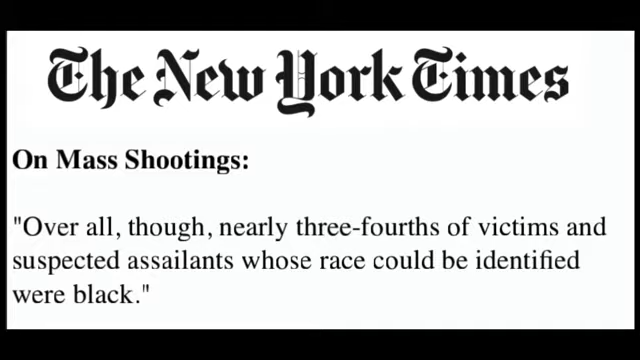 The New York Times
On Mass Shootings:
"Over all, though, nearly three-fourths of victims and
suspected assailants whose race could be identified
were black."